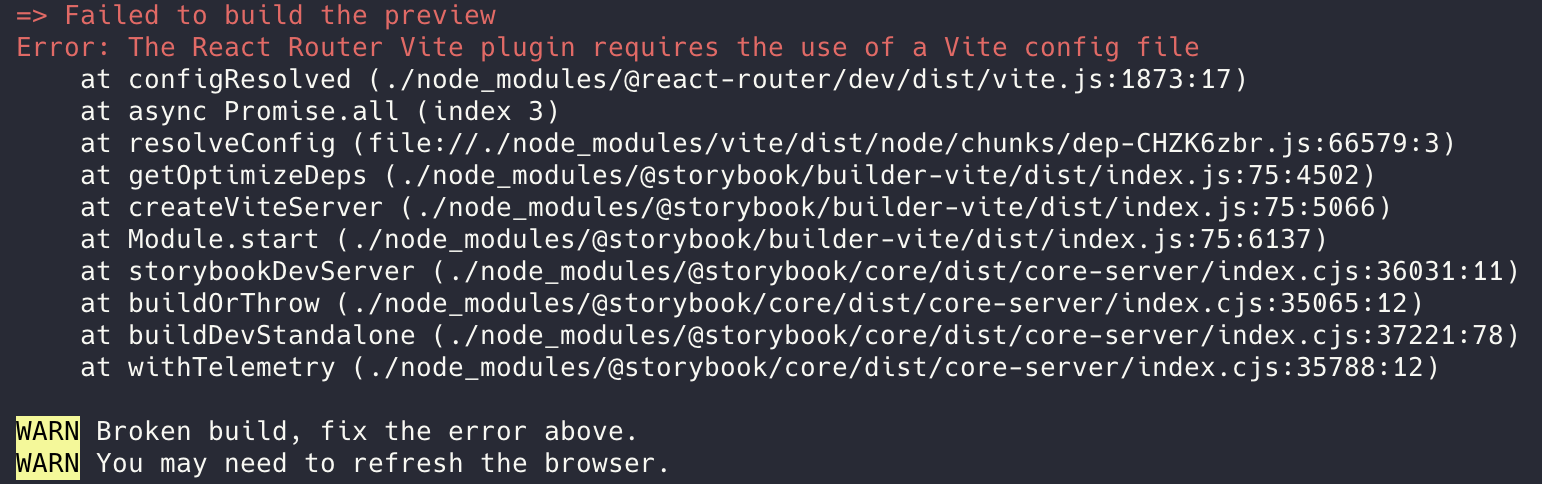 => Failed to build the preview
Error: The React Router Vite plugin requires the use of a Vite config file
    at configResolved (./node_modules/@react-router/dev/dist/vite.js:1873:17)
    at async Promise.all (index 3)
    at resolveConfig (file://./node_modules/vite/dist/node/chunks/dep-CHZK6zbr.js:66579:3)
    at getOptimizeDeps (./node_modules/@storybook/builder-vite/dist/index.js:75:4502)
    at createViteServer (./node_modules/@storybook/builder-vite/dist/index.js:75:5066)
    at Module.start (./node_modules/@storybook/builder-vite/dist/index.js:75:6137)
    at storybookDevServer (./node_modules/@storybook/core/dist/core-server/index.cjs:36031:11)
    at buildOrThrow (./node_modules/@storybook/core/dist/core-server/index.cjs:35065:12)
    at buildDevStandalone (./node_modules/@storybook/core/dist/core-server/index.cjs:37221:78)
    at withTelemetry (./node_modules/@storybook/core/dist/core-server/index.cjs:35788:12)
WARN Broken build, fix the error above.
WARN You may need to refresh the browser.